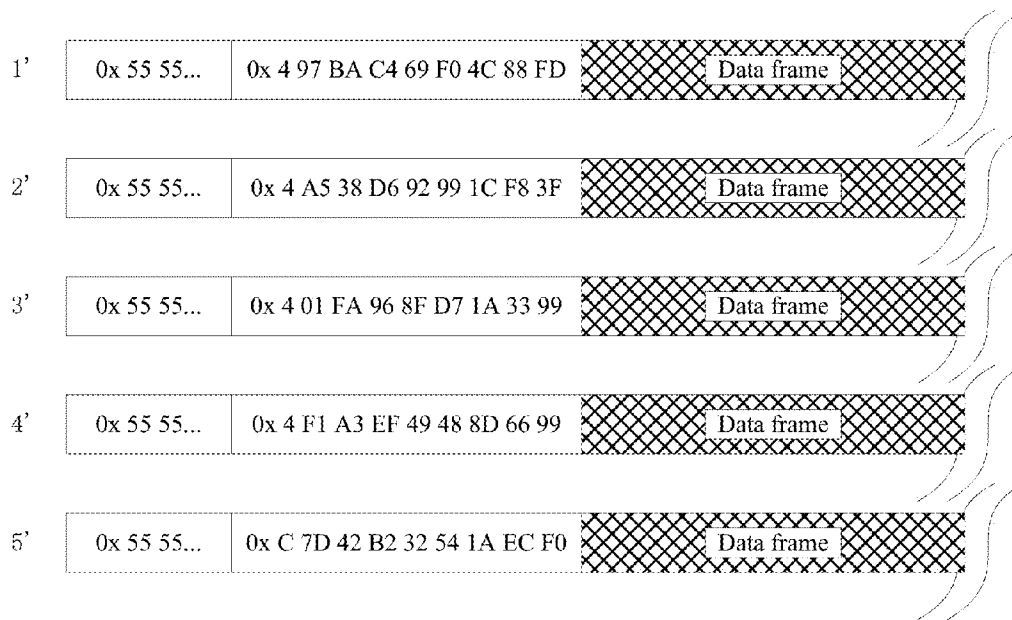 1' 0x 55 55... 0x 4 97 BA C4 69 F0 4C 88 FD Data frame
2' 0x 55 55... 0x 4 A5 38 D6 92 99 1C F8 3F Data frame
3' 0x 55 55... 0x 4 01 FA 96 8F D7 1A 33 99 Data frame
4' 0x 55 55... 0x 4 F1 A3 EF 49 48 8D 66 99 Data frame
5' 0x 55 55... 0x C 7D 42 B2 32 54 1A EC F0 Data frame